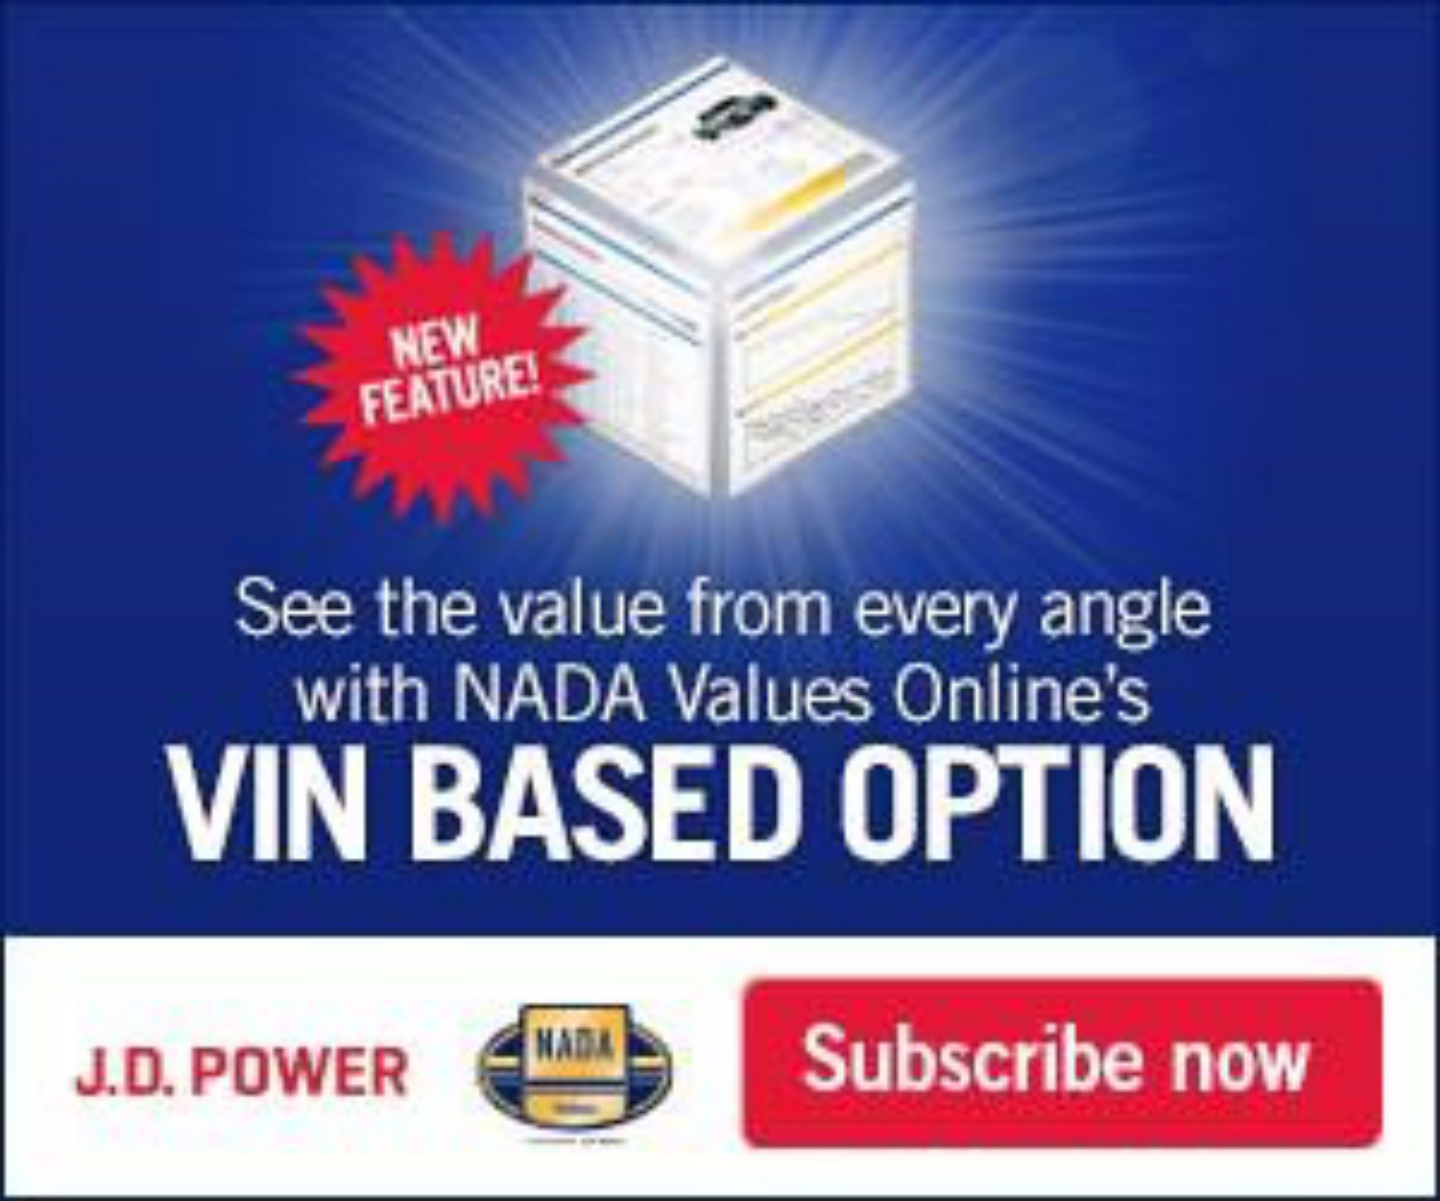 NEW
FEATURE!
See the value from every angle
with NADA Values Online's
VIN BASED OPTION
J.D. POWER
NADA
Subscribe now